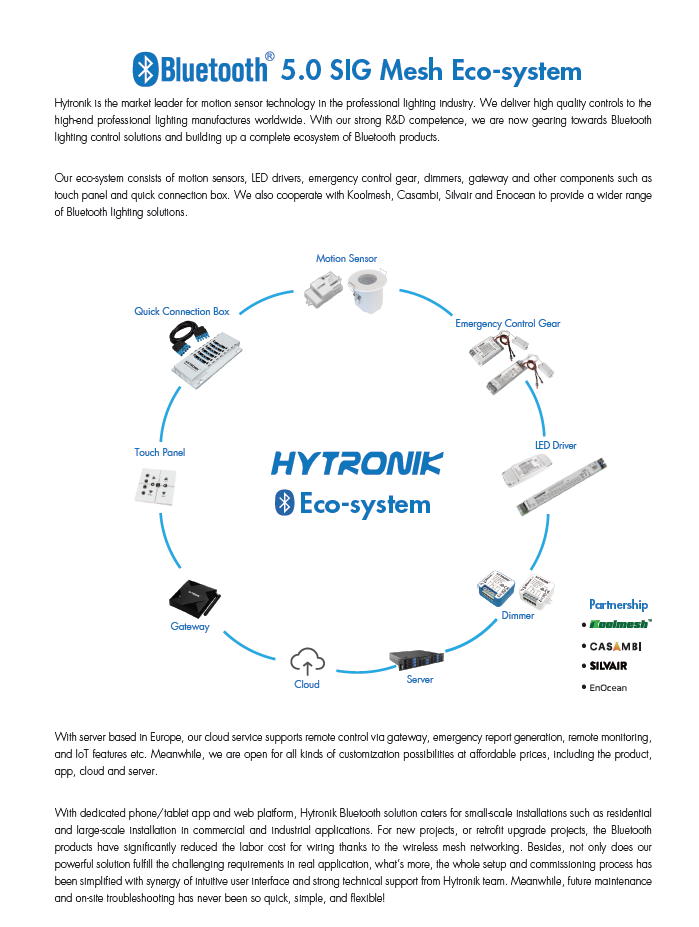 Bluetooth® 5.0 SIG Mesh Eco-system
Hytronik is the market leader for motion sensor technology in the professional lighting industry. We deliver high quality controls to the
high-end professional lighting manufactures worldwide. With our strong R&D competence, we are now gearing towards Bluetooth
lighting control solutions and building up a complete ecosystem of Bluetooth products.
Our eco-system consists of motion sensors, LED drivers, emergency control gear, dimmers, gateway and other components such as
touch panel and quick connection box. We also cooperate with Koolmesh, Casambi, Silvair and Enocean to provide a wider range
of Bluetooth lighting solutions.
Motion Sensor
Quick Connection Box
Emergency Control Gear
HYTRONIK
Touch Panel
LED Driver
HYTRONIK
Eco-system
HYTRONIK
Gateway
Dimmer
Cloud
Server
Partnership
• Koolmesh™
• CASAMBI
• SILVAIR
• EnOcean
With server based in Europe, our cloud service supports remote control via gateway, emergency report generation, remote monitoring,
and IoT features etc. Meanwhile, we are open for all kinds of customization possibilities at affordable prices, including the product,
app, cloud and server.
With dedicated phone/tablet app and web platform, Hytronik Bluetooth solution caters for small-scale installations such as residential
and large-scale installation in commercial and industrial applications. For new projects, or retrofit upgrade projects, the Bluetooth
products have significantly reduced the labor cost for wiring thanks to the wireless mesh networking. Besides, not only does our
powerful solution fulfill the challenging requirements in real application, what's more, the whole setup and commissioning process has
been simplified with synergy of intuitive user interface and strong technical support from Hytronik team. Meanwhile, future maintenance
and on-site troubleshooting has never been so quick, simple, and flexible!